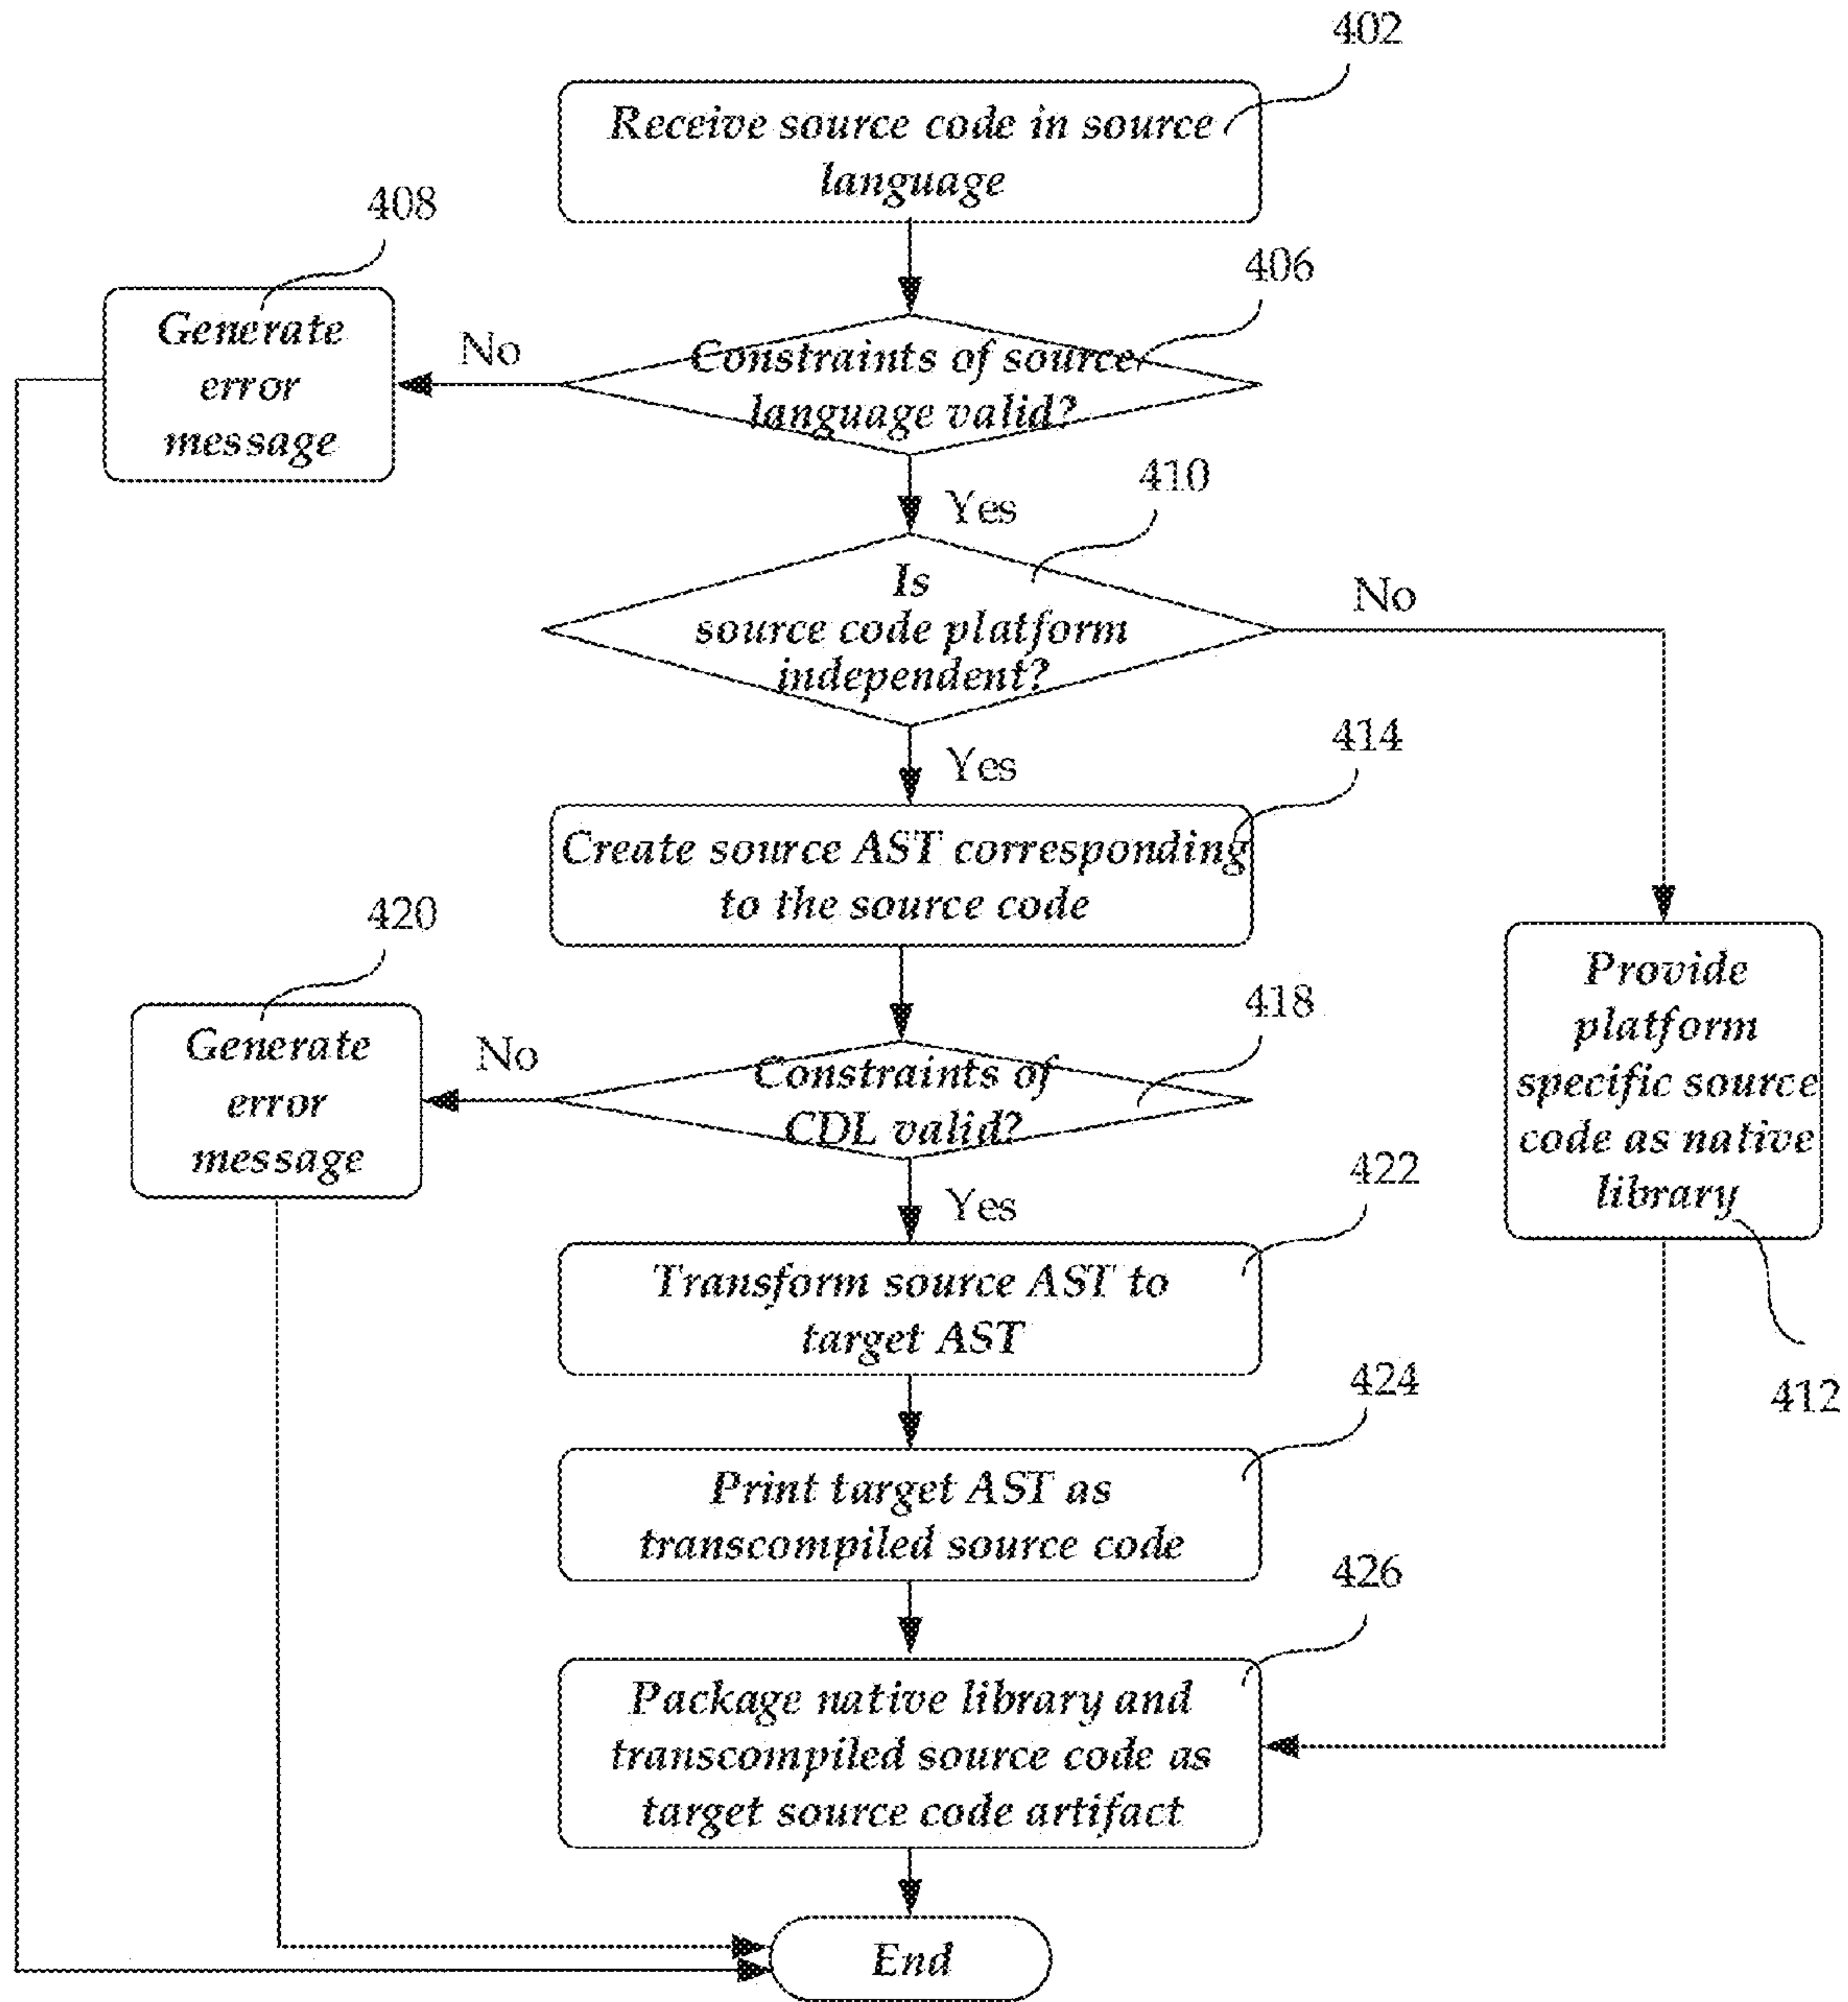 402
Receive source code in source
language
408
406
Generate
error
message
No
Constraints of source
language valid?
410
Yes
Is
source code platform
independent?
No
414
Yes
Create source AST corresponding
to the source code
420
Provide
platform
specific source
code as native
library
418
Generate
error
message
No
Constraints of
CDL valid?
422
Yes
Transform source AST to
target AST
412
424
Print target AST as
transcompiled source code
426
Package native library and
transcompiled source code as
target source code artifact
End